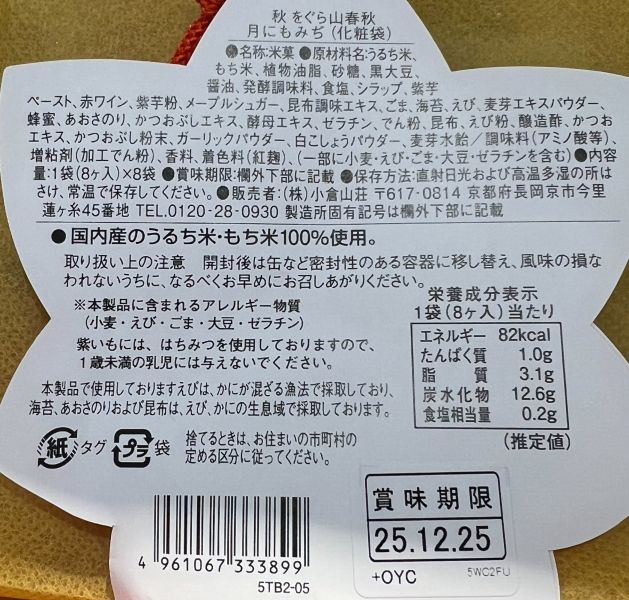 秋 をぐら山春秋
月にもみぢ（化粧袋）
●名称:米菓 ●原材料名:うるち米、
もち米、植物油脂、砂糖、黒大豆、
醤油、発酵調味料、食塩、シラップ、紫芋
ペースト、赤ワイン、紫芋粉、メープルシュガー、昆布調味エキス、ごま、海苔、えび、麦芽エキスパウダー、
蜂蜜、あおさのり、かつおぶしエキス、酵母エキス、ゼラチン、でん粉、昆布、えび粉、醸造酢、かつお
エキス、かつおぶし粉末、ガーリックパウダー、白こしょうパウダー、麦芽水飴／調味料（アミノ酸等）、
増粘剤（加工でん粉）、香料、着色料（紅麹）、（一部に小麦・えび・ごま・大豆・ゼラチンを含む）●内容
量:1袋（8ヶ入）×8袋 ●賞味期限:欄外下部に記載 ●保存方法:直射日光および高温多湿の所は
さけ、常温で保存してください。●販売者:（株）小倉山荘 〒617-0814 京都府長岡京市今里
蓮ヶ糸45番地 TEL.0120-28-0930 製造所固有記号は欄外下部に記載
●国内産のうるち米・もち米100％使用。
取り扱い上の注意 開封後は缶など密封性のある容器に移し替え、風味の損な
われないうちに、なるべくお早めにお召しあがりください。
※本製品に含まれるアレルギー物質
（小麦・えび・ごま・大豆・ゼラチン）
紫いもには、はちみつを使用しておりますので、
1歳未満の乳児には与えないでください。
本製品で使用しておりますえびは、かにが混ざる漁法で採取しており、
海苔、あおさのりおよび昆布は、えび、かにの生息域で採取しております。
栄養成分表示
1袋（8ヶ入）当たり
エネルギー 82kcal
たんぱく質 1.0g
脂 質 3.1g
炭水化物 12.6g
食塩相当量 0.2g
（推定値）
紙 タグ プラ 袋
捨てるときは、お住まいの市町村の
定める区分に従ってください。
賞味期限
25.12.25
+OYC 5WC2FU
4 961067 333899
5TB2-05